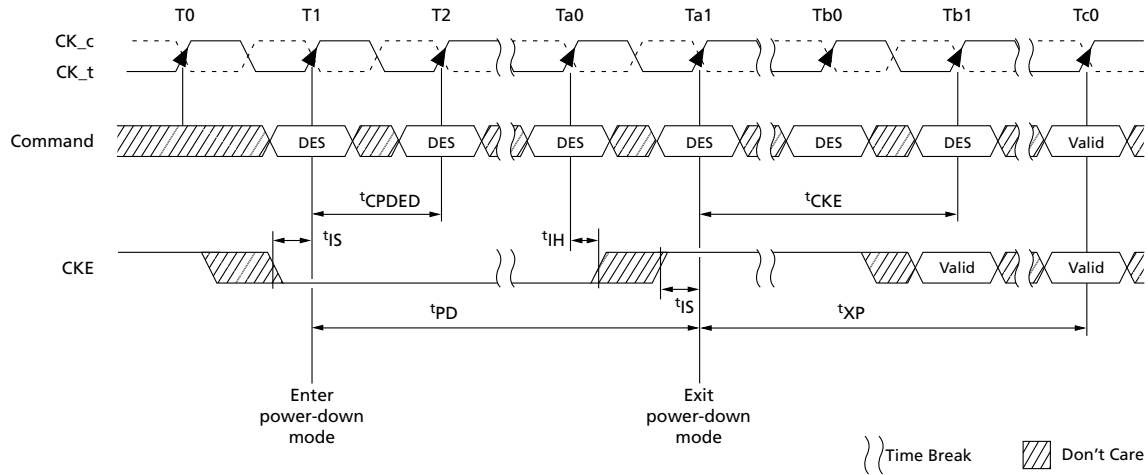 T0 T1 T2 Ta0 Ta1 Tb0 Tb1 Tc0
CK_c
CK_t
Command DES DES DES DES DES DES Valid
tCPDED tCKE
tIS tIH
CKE Valid Valid
tIS
tPD tXP
Enter
power-down
mode
Exit
power-down
mode
Time Break Don't Care